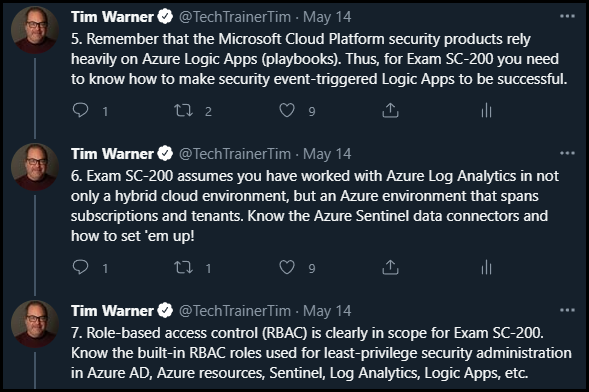 Tim Warner @TechTrainerTim · May 14
5. Remember that the Microsoft Cloud Platform security products rely
heavily on Azure Logic Apps (playbooks). Thus, for Exam SC-200 you need
to know how to make security event-triggered Logic Apps to be successful.
1 2 9
Tim Warner @TechTrainerTim · May 14
6. Exam SC-200 assumes you have worked with Azure Log Analytics in not
only a hybrid cloud environment, but an Azure environment that spans
subscriptions and tenants. Know the Azure Sentinel data connectors and
how to set 'em up!
1 1 9
Tim Warner @TechTrainerTim · May 14
7. Role-based access control (RBAC) is clearly in scope for Exam SC-200.
Know the built-in RBAC roles used for least-privilege security administration
in Azure AD, Azure resources, Sentinel, Log Analytics, Logic Apps, etc.